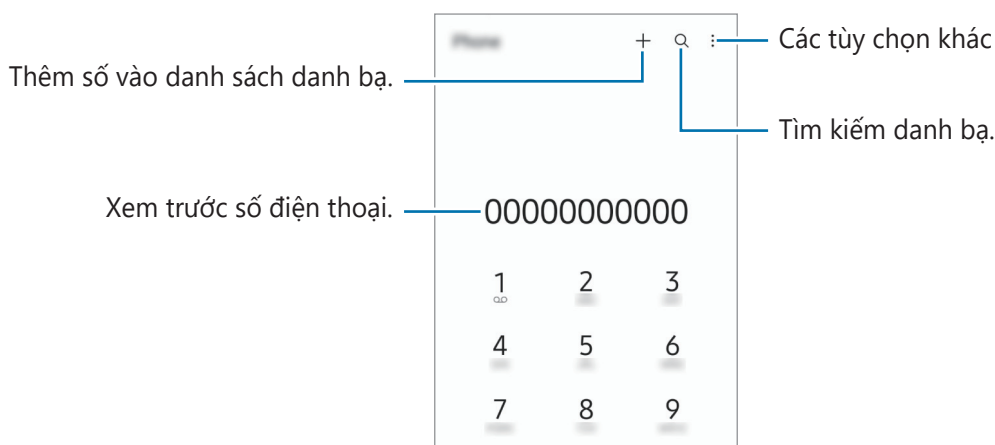 +
Các tùy chọn khác
Thêm số vào danh sách danh bạ.
Tìm kiếm danh bạ.
Xem trước số điện thoại.
00000000000
1 2 3
4 5 6
7 8 9